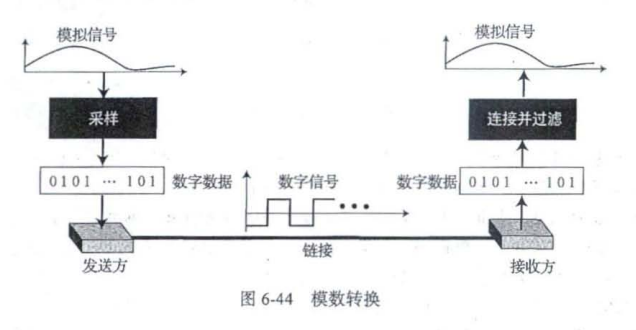 模拟信号
模拟信号
采样
连接并过滤
0101 … 101
数字数据
数字信号
数字数据
0101 … 101
链接
发送方
接收方
图 6-44 模数转换